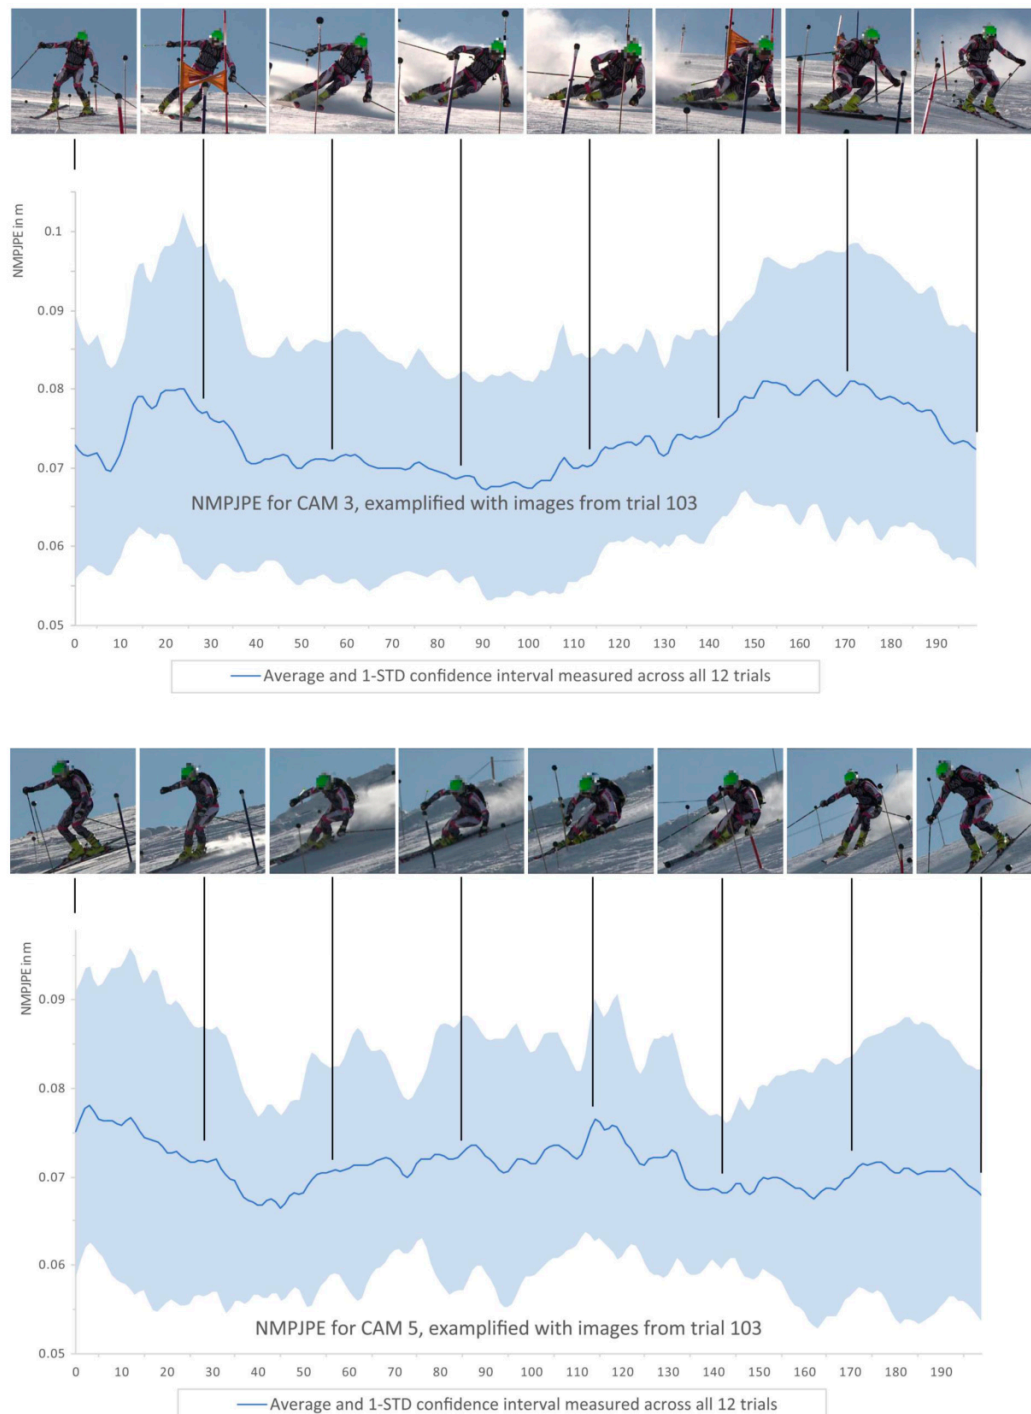 NMPJPE in m
0.1
0.09
0.08
0.07
0.06
0.05
NMPJPE for CAM 3, examplified with images from trial 103
0 10 20 30 40 50 60 70 80 90 100 110 120 130 140 150 160 170 180 190
Average and 1-STD confidence interval measured across all 12 trials
NMPJPE in m
0.09
0.08
0.07
0.06
0.05
NMPJPE for CAM 5, examplified with images from trial 103
0 10 20 30 40 50 60 70 80 90 100 110 120 130 140 150 160 170 180 190
Average and 1-STD confidence interval measured across all 12 trials